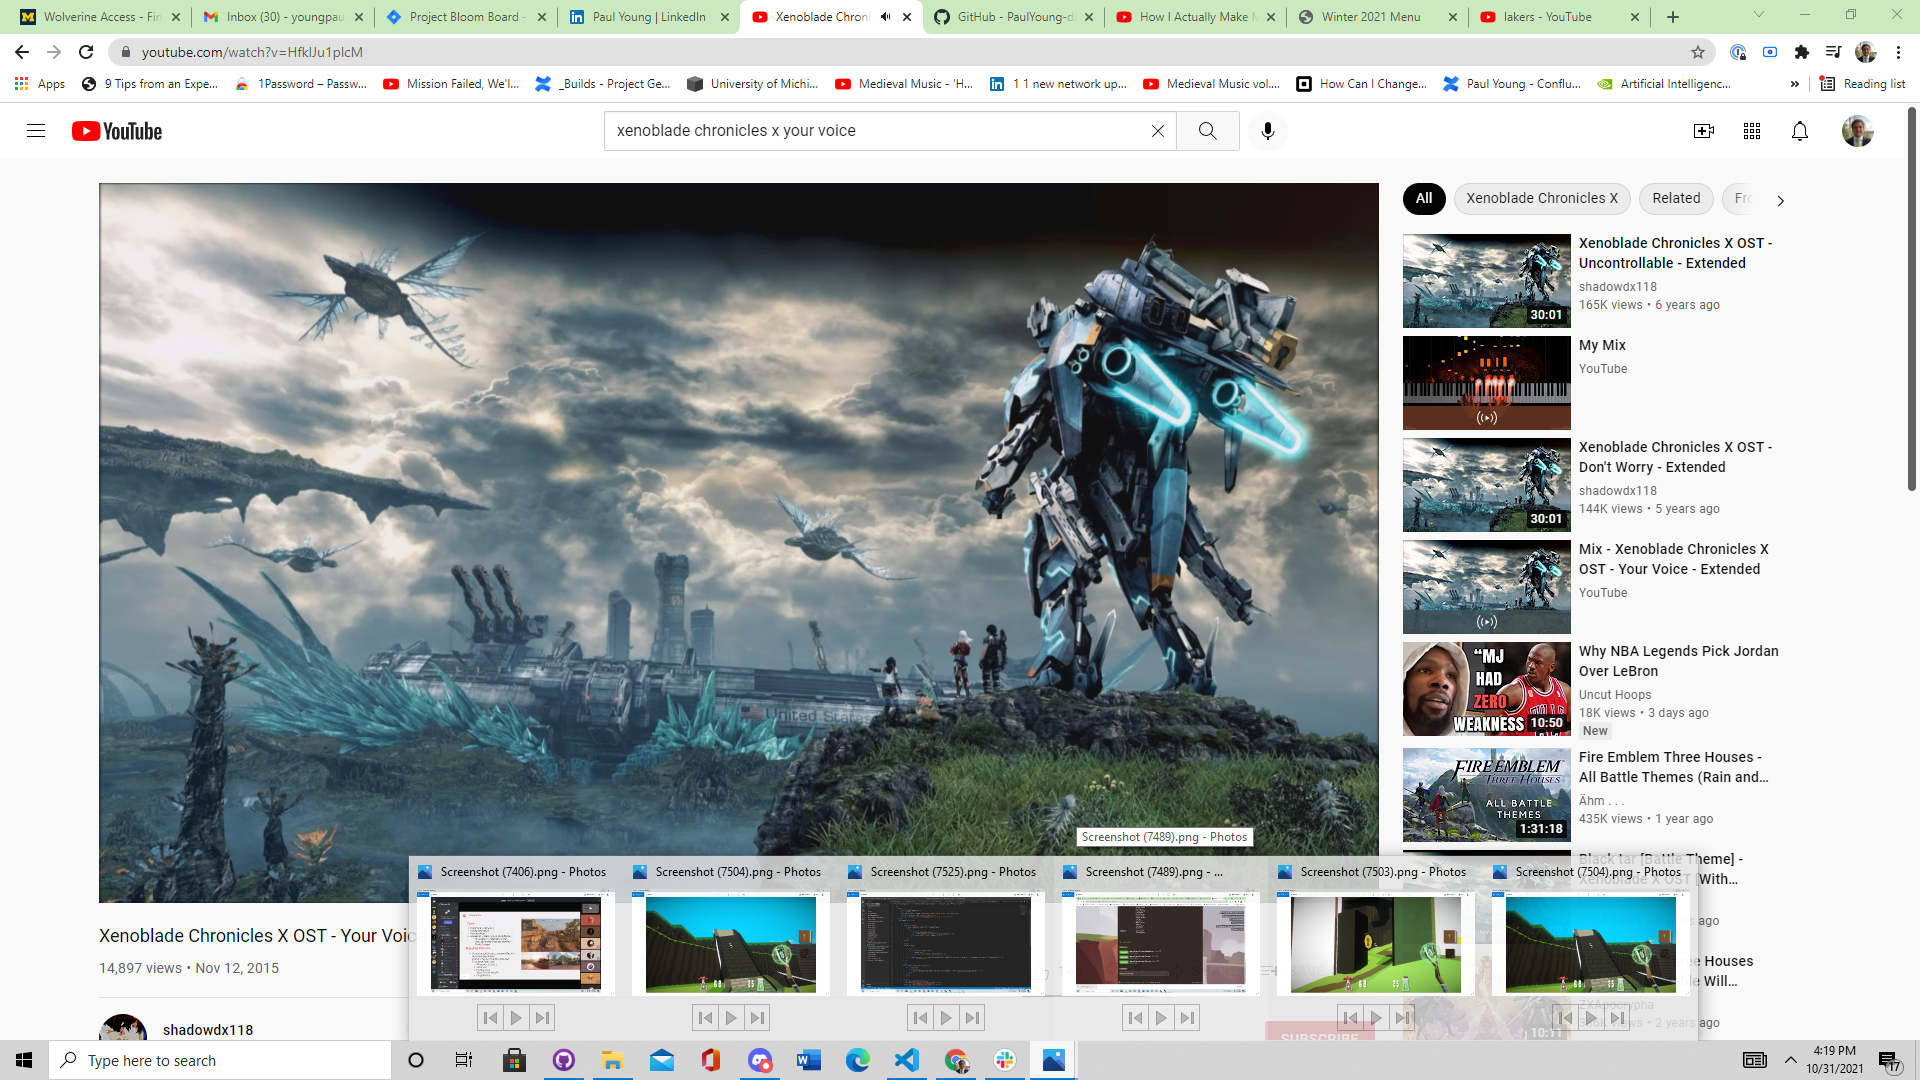 Wolverine Access - Fin
Inbox (30) - youngpau
Project Bloom Board -
Paul Young | LinkedIn
Xenoblade Chroni
GitHub - PaulYoung-d
How I Actually Make M
Winter 2021 Menu
lakers - YouTube
youtube.com/watch?v=HfkIJu1plcM
Apps
9 Tips from an Expe...
1Password – Passw...
Mission Failed, We'l...
_Builds - Project Ge...
University of Michi...
Medieval Music - 'H...
1 1 new network up...
Medieval Music vol....
How Can I Change...
Paul Young - Conflu...
Artificial Intelligenc...
»
Reading list
YouTube
xenoblade chronicles x your voice
All
Xenoblade Chronicles X
Related
Fro
Xenoblade Chronicles X OST -
Uncontrollable - Extended
shadowdx118
165K views • 6 years ago
30:01
My Mix
YouTube
Xenoblade Chronicles X OST -
Don't Worry - Extended
shadowdx118
144K views • 5 years ago
30:01
Mix - Xenoblade Chronicles X
OST - Your Voice - Extended
YouTube
"MJ
HAD
ZERO
WEAKNESS
10:50
Why NBA Legends Pick Jordan
Over LeBron
Uncut Hoops
18K views • 3 days ago
New
FIRE EMBLEM
THREE HOUSES
ALL BATTLE
THEMES
1:31:18
Fire Emblem Three Houses -
All Battle Themes (Rain and...
Ähm . . .
435K views • 1 year ago
Black tar [Battle Theme] -
Xenoblade X OST [With...
ago
ee Houses
le Will...
ZXApocrypha
2 years ago
10:11
United S
Screenshot (7489).png - Photos
Screenshot (7406).png - Photos
Screenshot (7504).png - Photos
Screenshot (7525).png - Photos
Screenshot (7489).png - ...
Screenshot (7503).png - Photos
Screenshot (7504).png - Photos
Xenoblade Chronicles X OST - Your Voic
14,897 views • Nov 12, 2015
shadowdx118
SUBSCRIBE
Type here to search
4:19 PM
10/31/2021
17